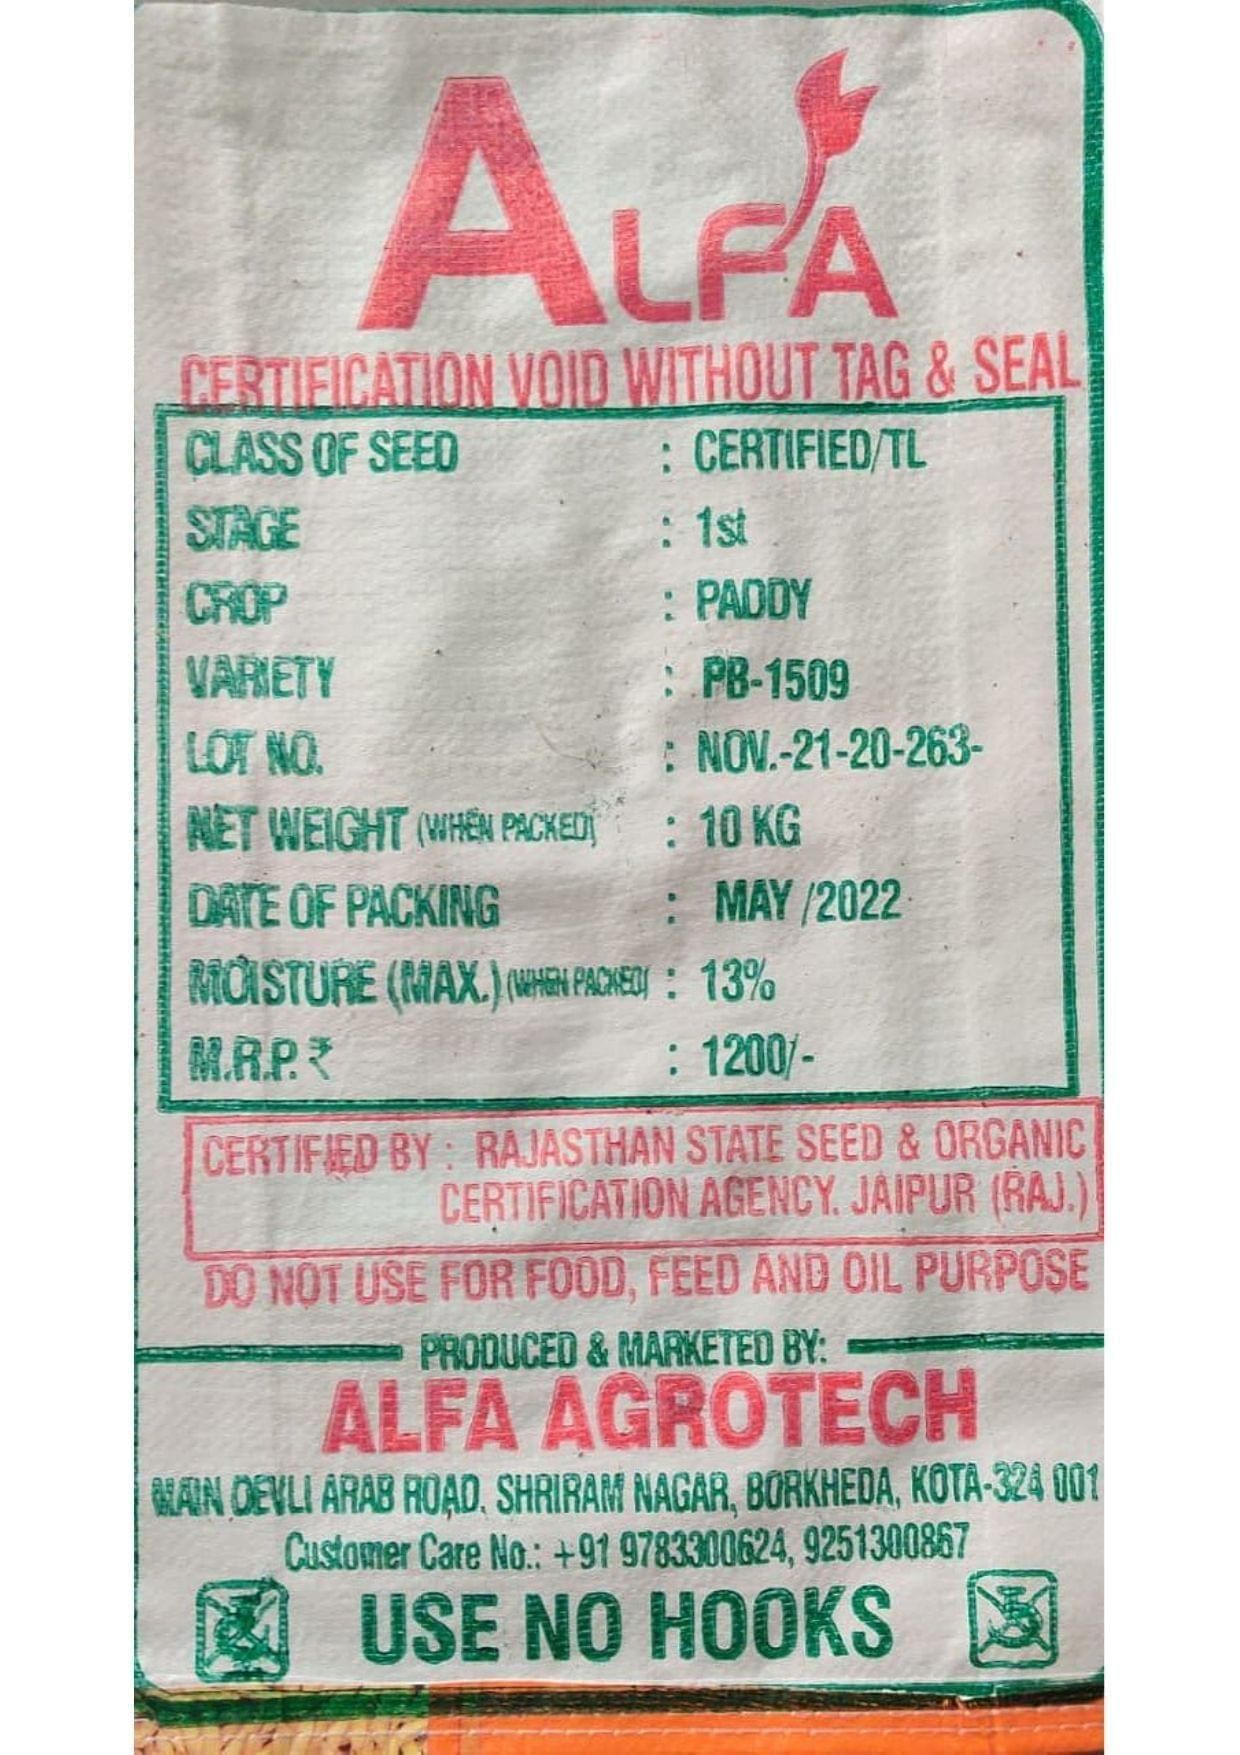 ALFA
CERTIFICATION VOID WITHOUT TAG & SEAL
CLASS OF SEED : CERTIFIED/TL
STAGE : 1st
CROP : PADDY
VARIETY : PB-1509
LOT NO. : NOV.-21-20-263-
NET WEIGHT (WHEN PACKED) : 10 KG
DATE OF PACKING : MAY /2022
MOISTURE (MAX.) (WHEN PACKED) : 13%
M.R.P. ₹ : 1200/-
CERTIFIED BY : RAJASTHAN STATE SEED & ORGANIC
CERTIFICATION AGENCY. JAIPUR (RAJ.)
DO NOT USE FOR FOOD, FEED AND OIL PURPOSE
PRODUCED & MARKETED BY:
ALFA AGROTECH
MAIN DEVLI ARAB ROAD, SHRIRAM NAGAR, BORKHEDA, KOTA-324 001
Customer Care No.: +91 9783300624, 9251300867
USE NO HOOKS